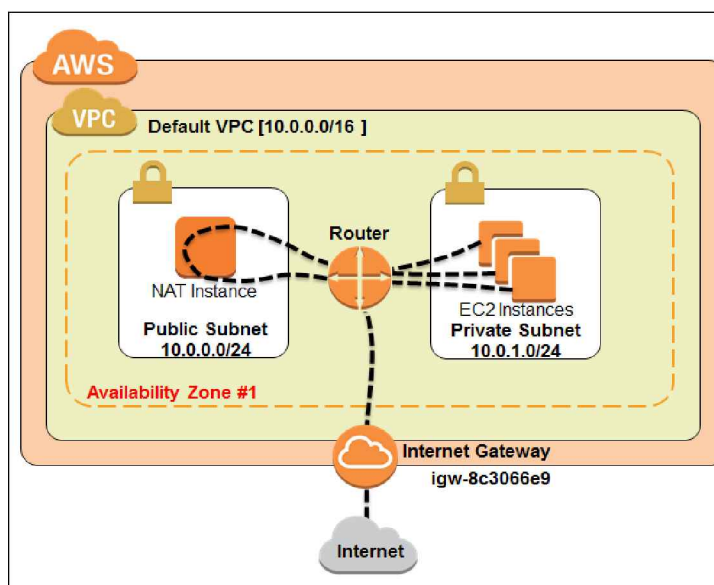 AWS
VPC
Default VPC [10.0.0.0/16 ]
Router
NAT Instance
Public Subnet
10.0.0.0/24
EC2 Instances
Private Subnet
10.0.1.0/24
Availability Zone #1
Internet Gateway
igw-8c3066e9
Internet